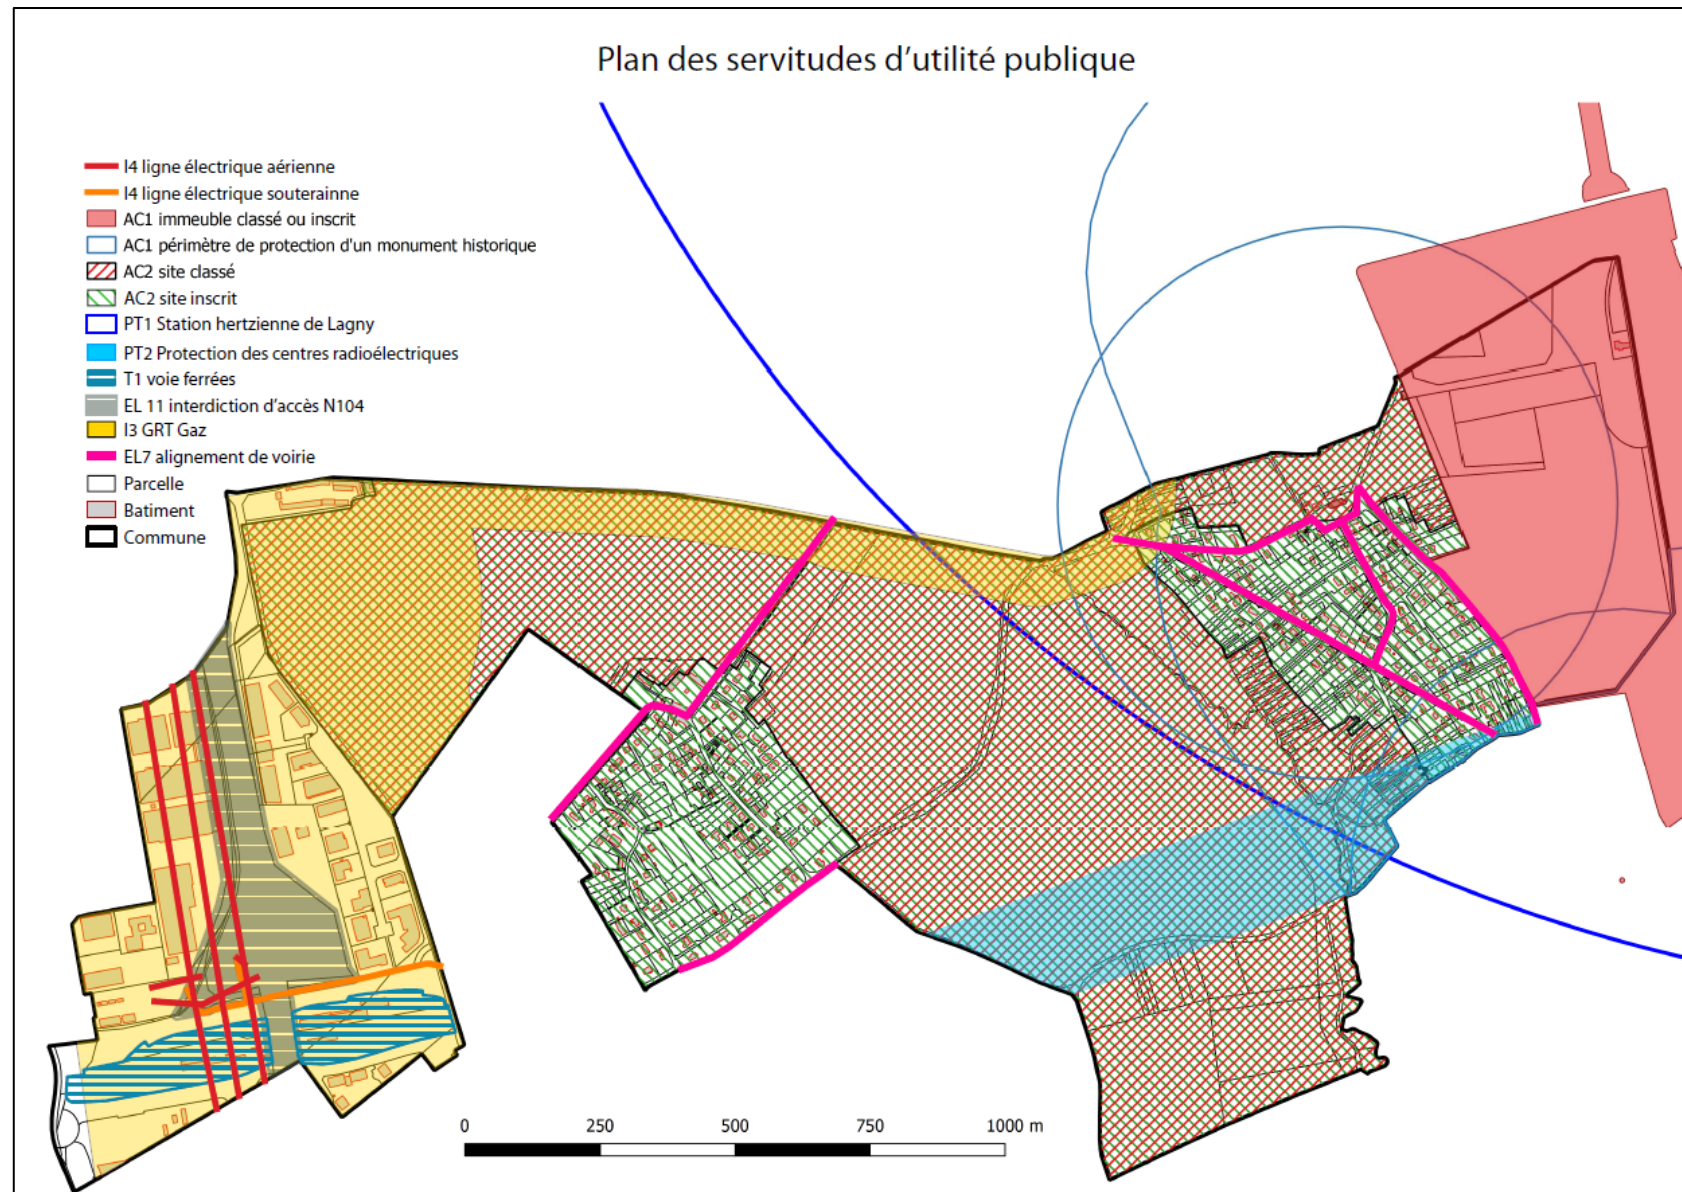 Plan des servitudes d'utilité publique
I4 ligne électrique aérienne
I4 ligne électrique souterainne
AC1 immeuble classé ou inscrit
AC1 périmètre de protection d'un monument historique
AC2 site classé
AC2 site inscrit
PT1 Station hertzienne de Lagny
PT2 Protection des centres radioélectriques
T1 voie ferrées
EL 11 interdiction d'accès N104
I3 GRT Gaz
EL7 alignement de voirie
Parcelle
Batiment
Commune
0 250 500 750 1000 m